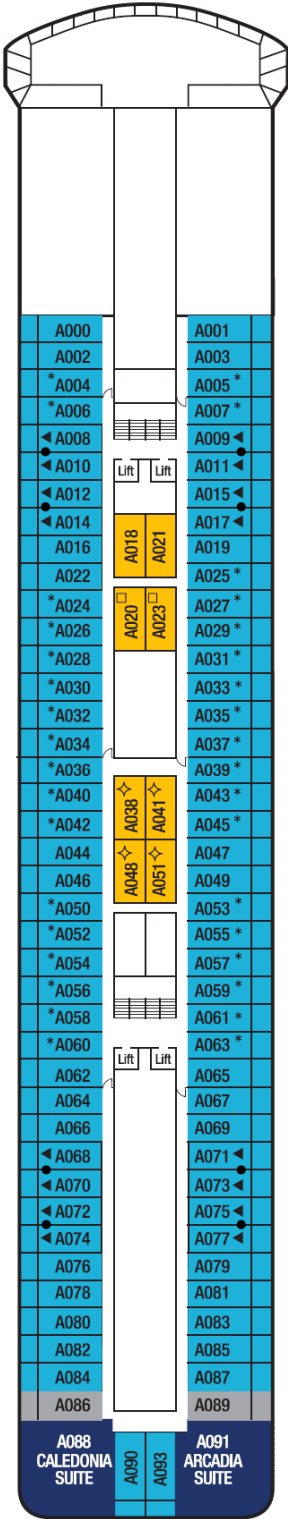 A000 A001
A002 A003
*A004 A005*
*A006 A007*
A008 A009
Lift Lift
A010 A011
A012 A015
A014 A017
A018 A021
A016 A019
A022 A025*
*A024 A020 A023 A027*
*A026 A029*
*A028 A031*
*A030 A033*
*A032 A035*
*A034 A037*
*A036 A039*
*A040 A038 A041 A043*
*A042 A045*
A044 A047
A046 A048 A051 A049
*A050 A053*
*A052 A055*
*A054 A057*
*A056 A059*
*A058 A061*
*A060 A063*
Lift Lift
A062 A065
A064 A067
A066 A069
A068 A071
A070 A073
A072 A075
A074 A077
A076 A079
A078 A081
A080 A083
A082 A085
A084 A087
A086 A089
A088 A091
CALEDONIA A090 A093 ARCADIA
SUITE SUITE